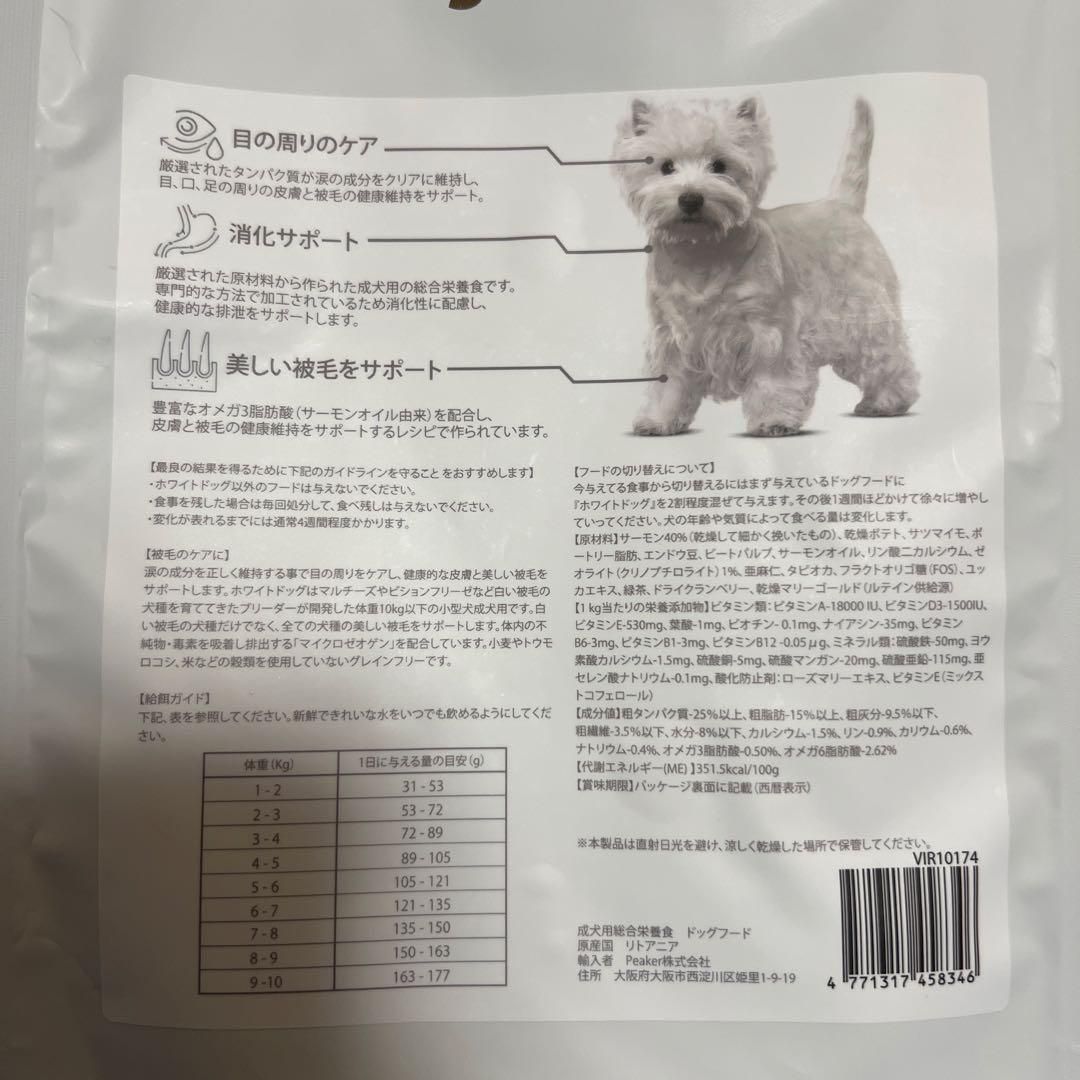 目の周りのケア
厳選されたタンパク質が涙の成分をクリアに維持し、
目、口、足の周りの皮膚と被毛の健康維持をサポート。
消化サポート
厳選された原材料から作られた成犬用の総合栄養食です。
専門的な方法で加工されているため消化性に配慮し、
健康的な排泄をサポートします。
美しい被毛をサポート
豊富なオメガ3脂肪酸（サーモンオイル由来）を配合し、
皮膚と被毛の健康維持をサポートするレシピで作られています。
【最良の結果を得るために下記のガイドラインを守ること をおすすめします】
・ホワイトドッグ以外のフードは与えないでください。
・食事を残した場合は毎回処分して、食べ残しは与えないでください。
・変化が表れるまでには通常4週間程度かかります。
【被毛のケアに】
涙の成分を正しく維持する事で目の周りをケアし、健康的な皮膚と美しい被毛を
サポートします。ホワイトドッグはマルチーズやビションフリーゼなど白い被毛の
犬種を育ててきたブリーダーが開発した体重10kg以下の小型犬成犬用です。白
い被毛の犬種だけでなく、全ての犬種の美しい被毛をサポートします。体内の不
純物・毒素を吸着し排出する「マイクロゼオゲン」を配合しています。小麦やトウモ
ロコシ、米などの穀類を使用していないグレインフリーです。
【給餌ガイド】
下記、表を参照してください。新鮮できれいな水をいつでも飲めるようにしてくだ
さい。
体重（Kg） 1日に与える量の目安（g）
1 - 2 31 - 53
2 - 3 53 - 72
3 - 4 72 - 89
4 - 5 89 - 105
5 - 6 105 - 121
6 - 7 121 - 135
7 - 8 135 - 150
8 - 9 150 - 163
9 -10 163 - 177
【フードの切り替えについて】
今与えてる食事から切り替えるにはまず与えているドッグフードに
『ホワイトドッグ』を2割程度混ぜて与えます。その後1週間ほどかけて徐々に増やし
ていってください。犬の年齢や気質によって食べる量は変化します。
【原材料】サーモン40%（乾燥して細かく挽いたもの）、乾燥ポテト、サツマイモ、ポ
ートリー脂肪、エンドウ豆、ビートパルプ、サーモンオイル、リン酸二カルシウム、ゼ
オライト（クリノプチロライト）1%、亜麻仁、タピオカ、フラクトオリゴ糖（FOS）、ユッ
カエキス、緑茶、ドライクランベリー、乾燥マリーゴールド（ルテイン供給源）
【1 kg当たりの栄養添加物】ビタミン類：ビタミンA-18000 IU、ビタミンD3-1500IU、
ビタミンE-530mg、葉酸-1mg、ビオチン- 0.1mg、ナイアシン-35mg、ビタミン
B6-3mg、ビタミンB1-3mg、ビタミンB12 -0.05μg、ミネラル類：硫酸鉄-50mg、ヨウ
素酸カルシウム-1.5mg、硫酸銅-5mg、硫酸マンガン-20mg、硫酸亜鉛-115mg、亜
セレン酸ナトリウム-0.1mg、酸化防止剤：ローズマリーエキス、ビタミンE（ミックス
トコフェロール）
【成分値】粗タンパク質-25%以上、粗脂肪-15%以上、粗灰分-9.5%以下、
粗繊維-3.5%以下、水分-8%以下、カルシウム-1.5%、リン-0.9%、カリウム-0.6%、
ナトリウム-0.4%、オメガ3脂肪酸-0.50%、オメガ6脂肪酸-2.62%
【代謝エネルギー（ME）】351.5kcal/100g
【賞味期限】パッケージ裏面に記載（西暦表示）
※本製品は直射日光を避け、涼しく乾燥した場所で保管してください。
VIR10174
成犬用総合栄養食 ドッグフード
原産国 リトアニア
輸入者 Peaker株式会社
住所 大阪府大阪市西淀川区姫里1-9-19
4 771317 458346